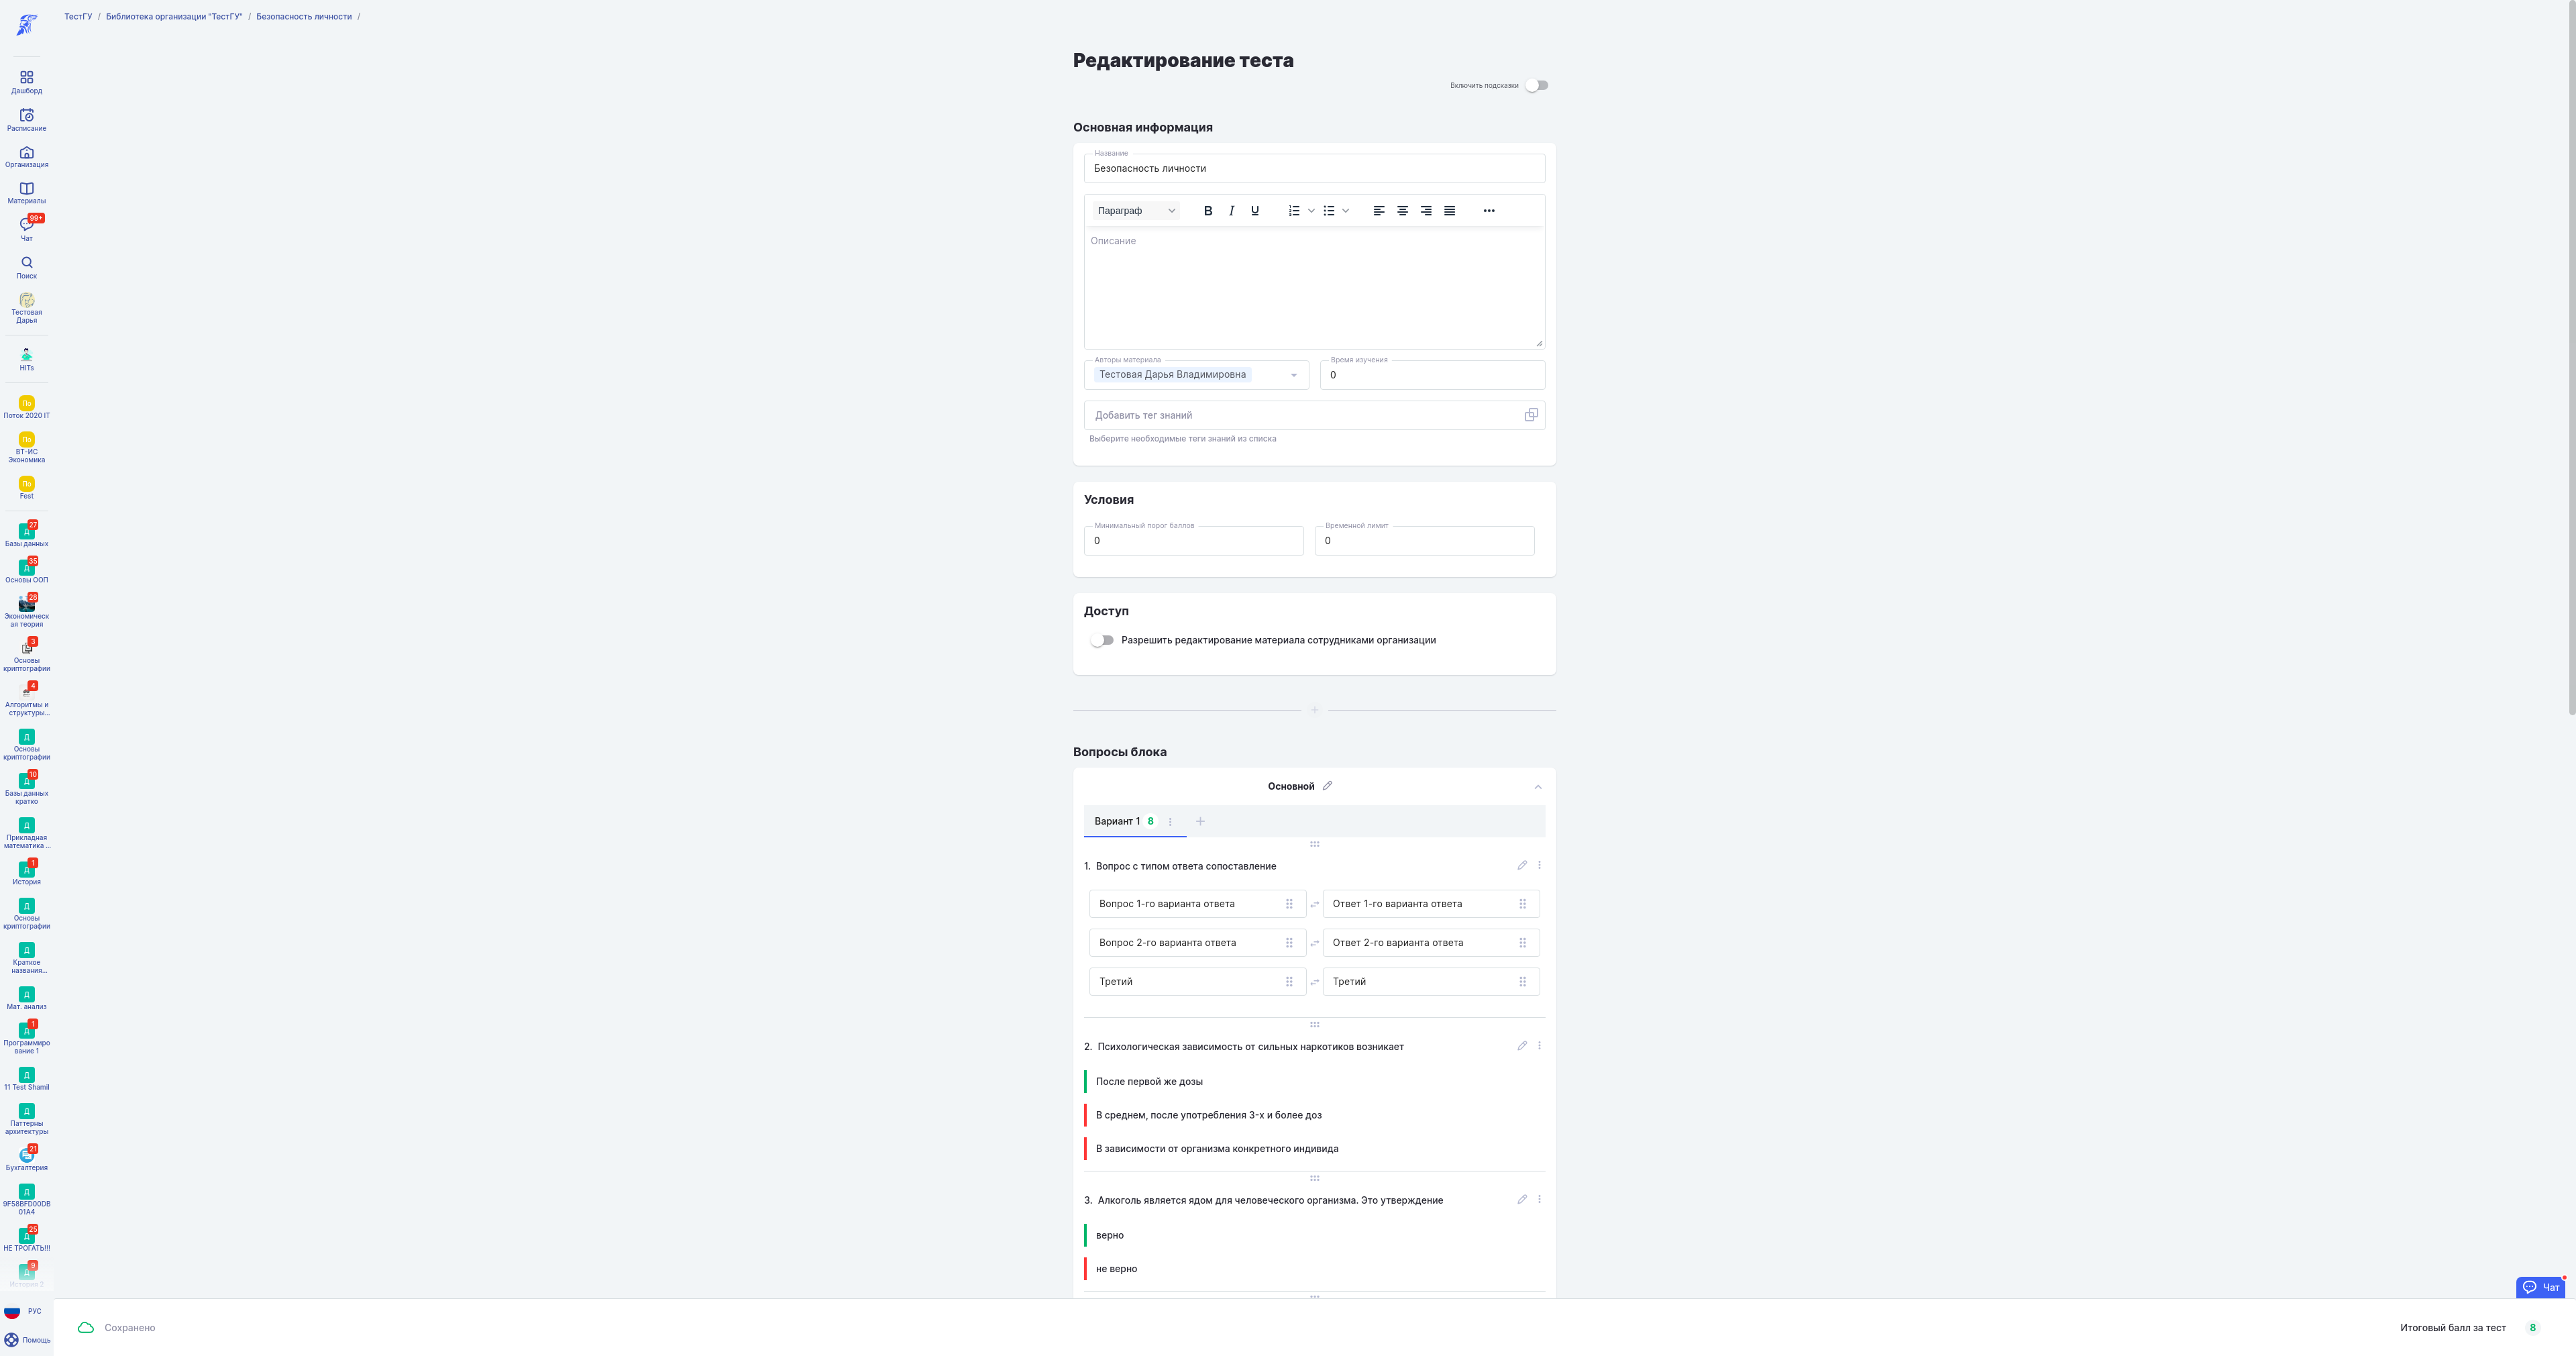 ТестГУ / Библиотека организации "ТестГУ" / Безопасность личности /
Редактирование теста
Включить подсказки
Основная информация
Название
Безопасность личности
Параграф
Описание
Авторы материала
Тестовая Дарья Владимировна
Время изучения
0
Добавить тег знаний
Выберите необходимые теги знаний из списка
Условия
Минимальный порог баллов
0
Временной лимит
0
Доступ
Разрешить редактирование материала сотрудниками организации
Вопросы блока
Основной
Вариант 1 8
1. Вопрос с типом ответа сопоставление
Вопрос 1-го варианта ответа
Ответ 1-го варианта ответа
Вопрос 2-го варианта ответа
Ответ 2-го варианта ответа
Третий
Третий
2. Психологическая зависимость от сильных наркотиков возникает
После первой же дозы
В среднем, после употребления 3-х и более доз
В зависимости от организма конкретного индивида
3. Алкоголь является ядом для человеческого организма. Это утверждение
верно
не верно
Дашборд
Расписание
Организация
Материалы
99+
Чат
Поиск
Тестовая
Дарья
HITs
По
Поток 2020 IT
По
ВТ-ИС
Экономика
По
Fest
27
Д
Базы данных
35
Д
Основы ООП
28
Экономическ
ая теория
3
Основы
криптографии
4
Алгоритмы и
структуры...
Д
Основы
криптографии
10
Д
Базы данных
кратко
Д
Прикладная
математика ...
1
Д
История
Д
Основы
криптографии
Д
Краткое
названия...
Д
Мат. анализ
1
Д
Программиро
вание 1
Д
11 Test Shamil
Д
Паттерны
архитектуры
21
Бухгалтерия
Д
9F58BFD00DB
01A4
25
Д
НЕ ТРОГАТЬ!!!
9
Д
История 2
РУС
Помощь
Сохранено
Чат
Итоговый балл за тест 8